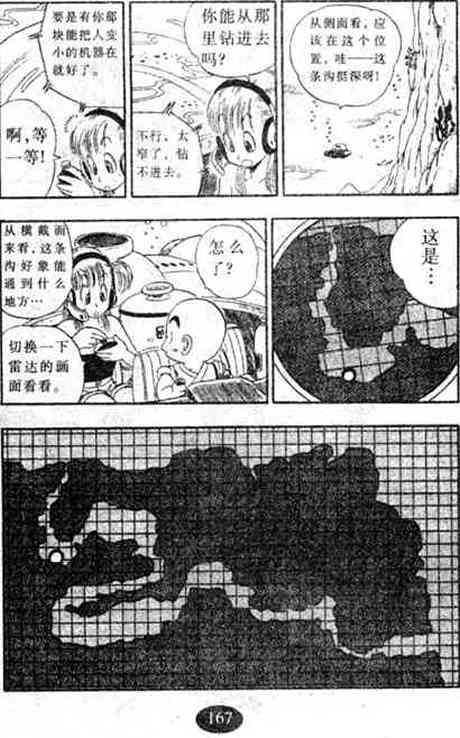 从侧面看，应
该在这个位
置，哇——这
条沟挺深呀！
你能从那
里钻进去
吗？
不行，太
窄了，钻
不进去。
要是有你那
块能把人变
小的机器在
就好了。
啊，等
一等！
这是…
怎么
了？
从横截面
来看，这条
沟好象能
通到什么
地方…
切换一下
雷达的画
面看看。
167